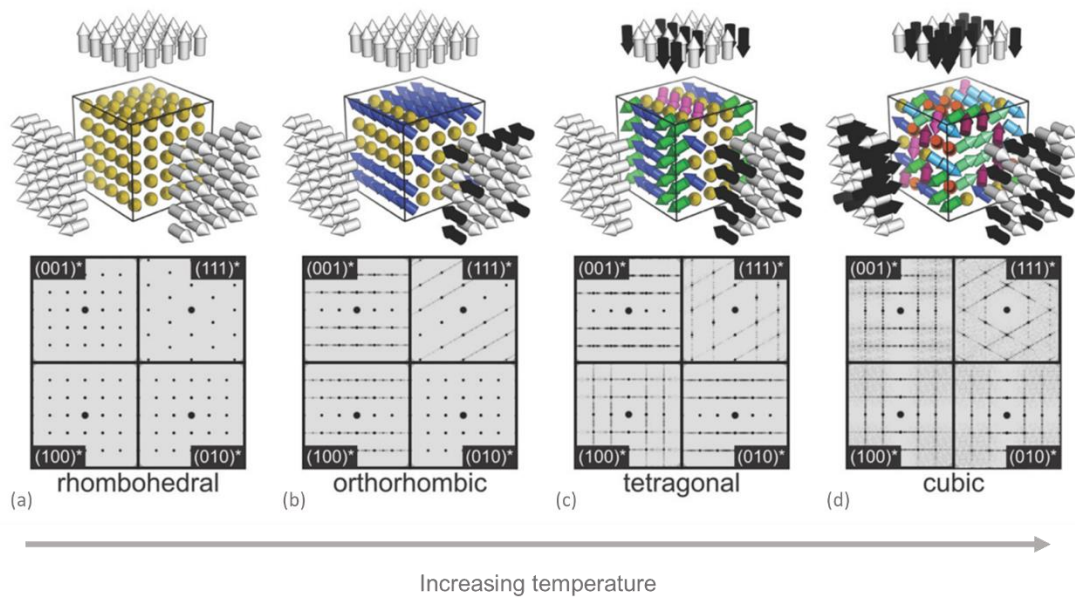 (001)* (111)* (001)* (111)* (001)* (111)* (001)* (111)*
(100)* (010)* (100)* (010)* (100)* (010)* (100)* (010)*
rhombohedral orthorhombic tetragonal cubic
(a) (b) (c) (d)
Increasing temperature